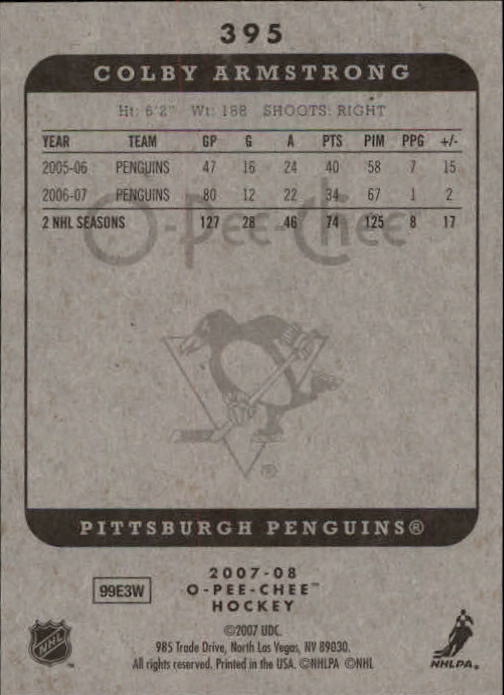 395
COLBY ARMSTRONG
Ht: 6'2" Wt: 188 SHOOTS: RIGHT
YEAR TEAM GP G A PTS PIM PPG +/-
2005-06 PENGUINS 47 16 24 40 58 7 15
2006-07 PENGUINS 80 12 22 34 67 1 2
2 NHL SEASONS 127 28 46 74 125 8 17
O-Pee-Chee
®
PITTSBURGH PENGUINS®
2007-08
99E3W
O-PEE-CHEE™
HOCKEY
©2007 UDC.
985 Trade Drive, North Las Vegas, NV 89030.
All rights reserved. Printed in the USA. ©NHLPA ©NHL
NHL
™
NHLPA®